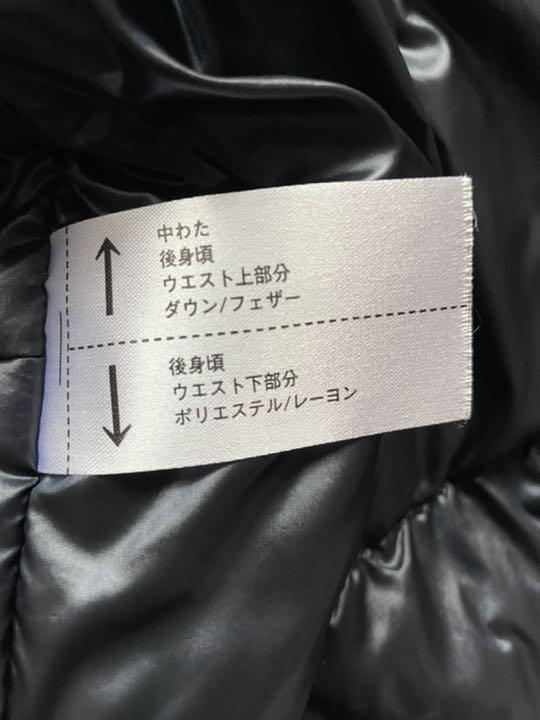 中わた
後身頃
ウエスト上部分
ダウン/フェザー
後身頃
ウエスト下部分
ポリエステル/レーヨン